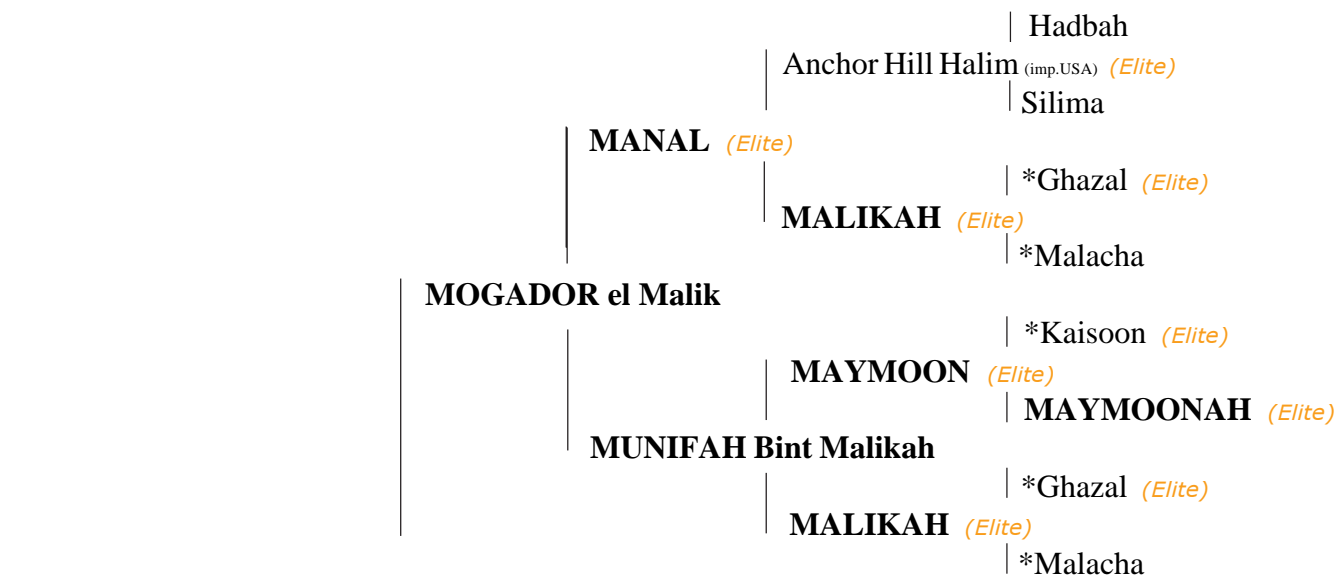 Hadbah
Anchor Hill Halim (imp.USA) (Elite)
Silima
MANAL (Elite)
*Ghazal (Elite)
MALIKAH (Elite)
*Malacha
MOGADOR el Malik
*Kaisoon (Elite)
MAYMOON (Elite)
MAYMOONAH (Elite)
MUNIFAH Bint Malikah
*Ghazal (Elite)
MALIKAH (Elite)
*Malacha